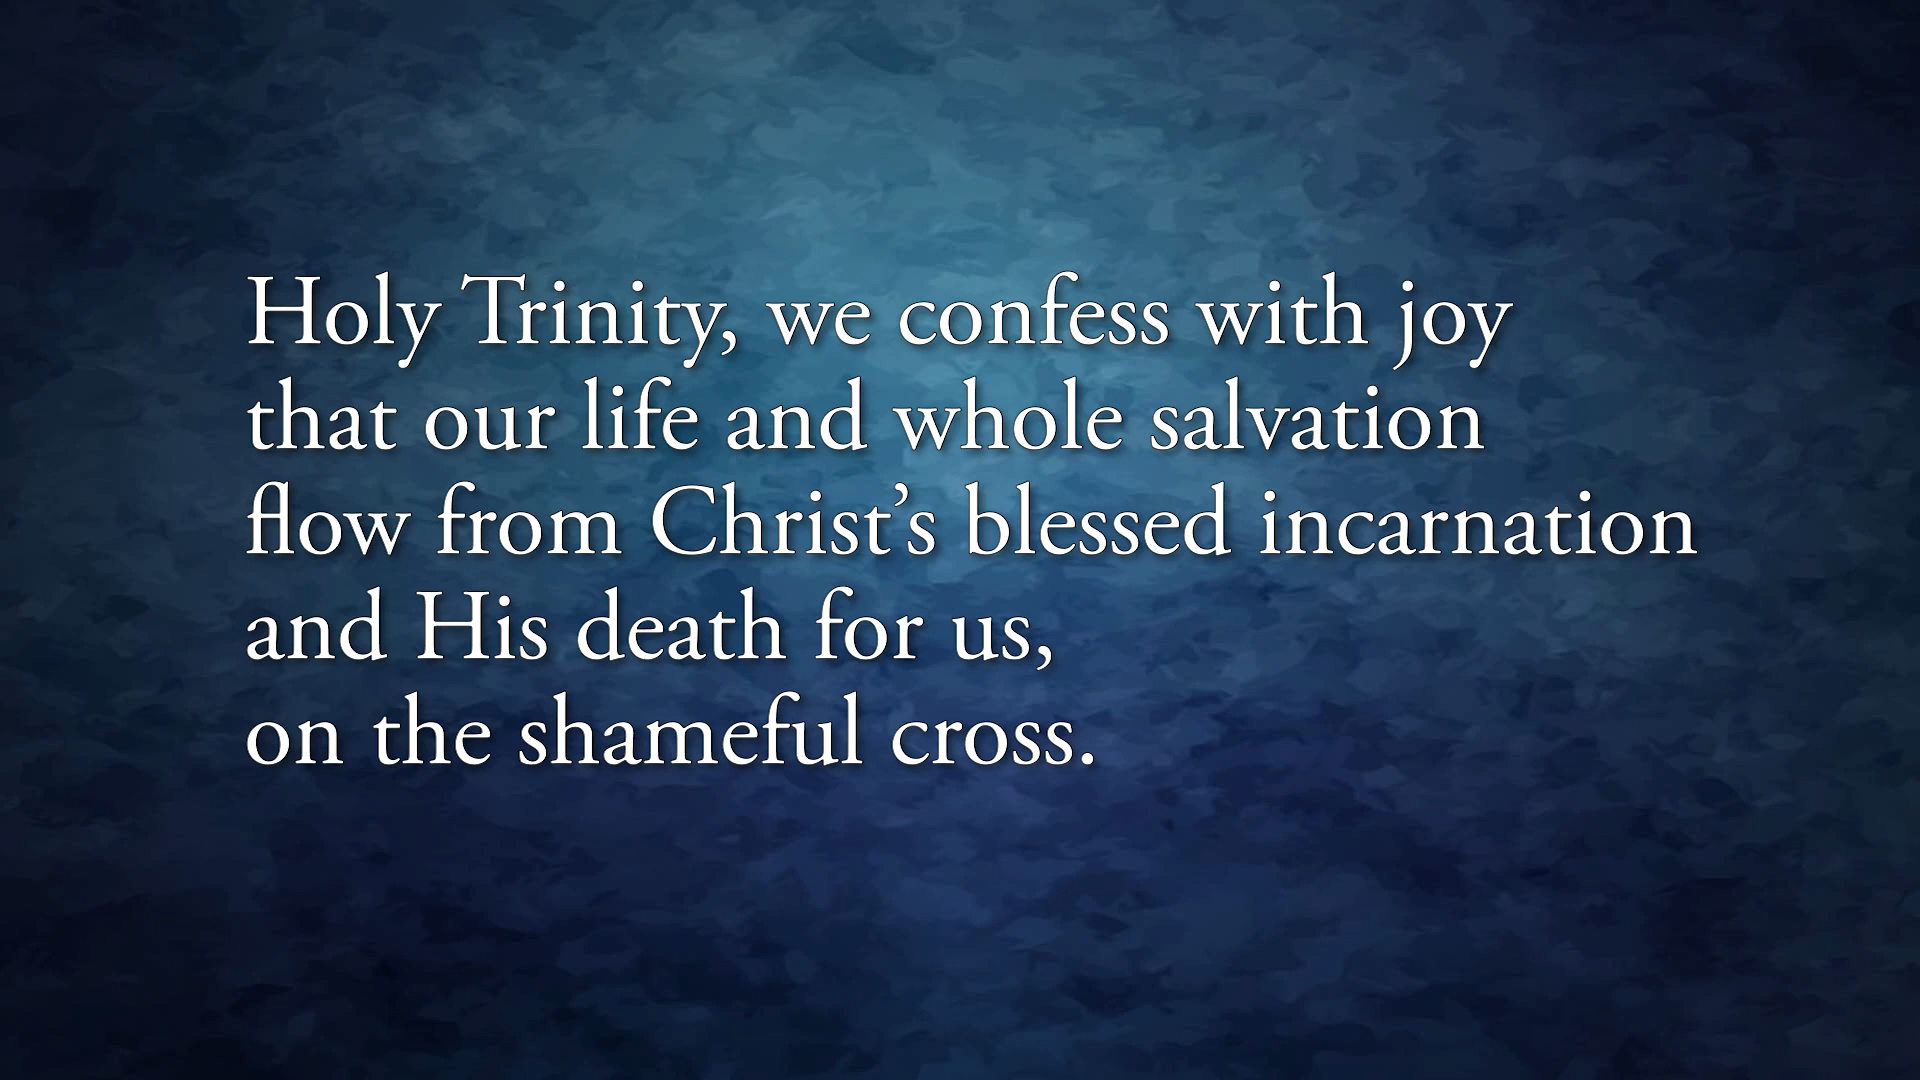 Holy Trinity, we confess with joy
that our life and whole salvation
flow from Christ’s blessed incarnation
and His death for us,
on the shameful cross.